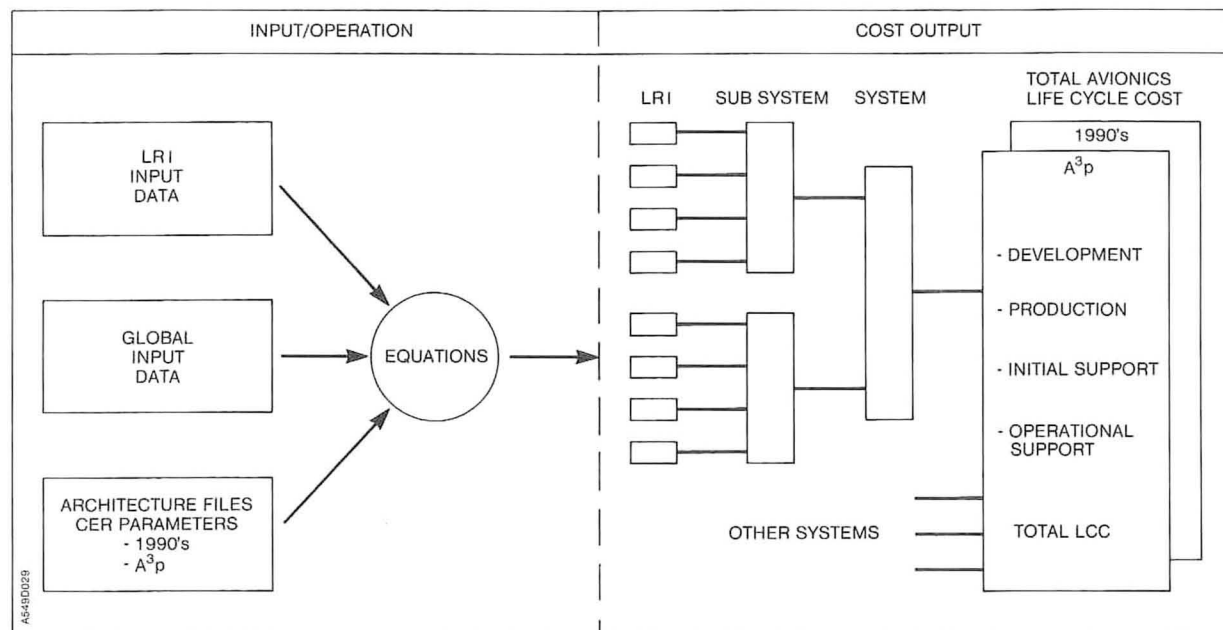 INPUT/OPERATION
COST OUTPUT
LRI
INPUT
DATA
GLOBAL
INPUT
DATA
ARCHITECTURE FILES
CER PARAMETERS
- 1990's
- A³p
EQUATIONS
LRI
SUB SYSTEM
SYSTEM
TOTAL AVIONICS
LIFE CYCLE COST
1990's
A³p
- DEVELOPMENT
- PRODUCTION
- INITIAL SUPPORT
- OPERATIONAL
SUPPORT
OTHER SYSTEMS
TOTAL LCC
A549D029